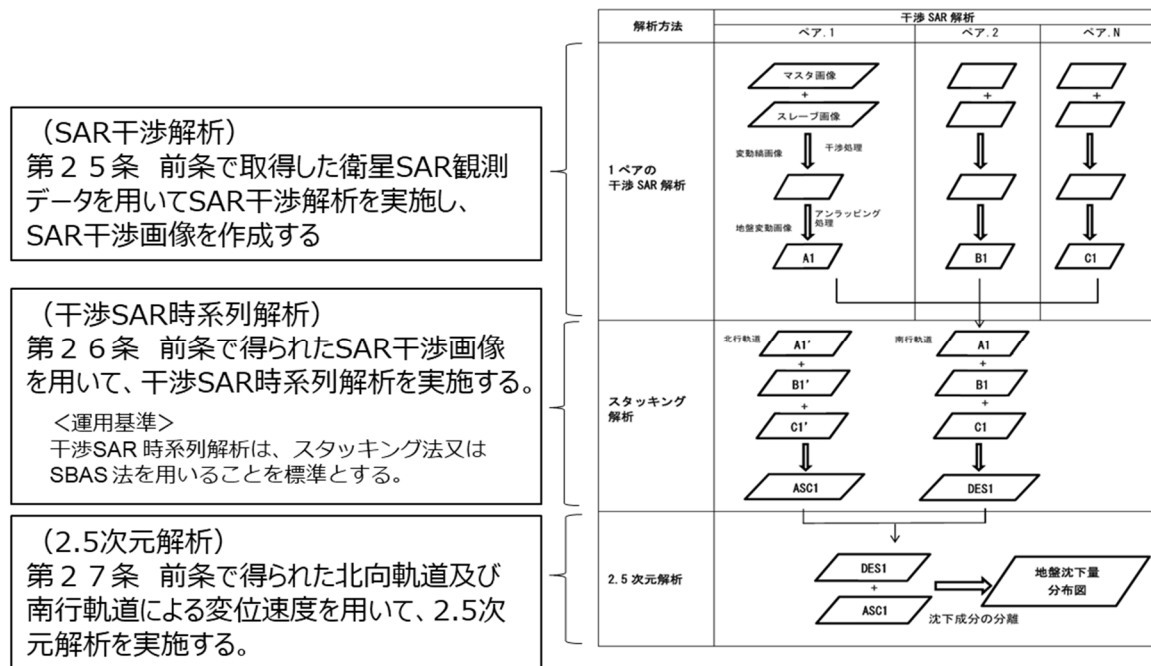 （SAR干渉解析）
第２５条　前条で取得した衛星SAR観測
データを用いてSAR干渉解析を実施し、
SAR干渉画像を作成する
（干渉SAR時系列解析）
第２６条　前条で得られたSAR干渉画像
を用いて、干渉SAR時系列解析を実施する。
＜運用基準＞
干渉SAR 時系列解析は、スタッキング法又は
SBAS 法を用いることを標準とする。
（2.5次元解析）
第２７条　前条で得られた北向軌道及び
南行軌道による変位速度を用いて、2.5次
元解析を実施する。
解析方法
干渉 SAR 解析
ペア.1
ペア.2
ペア.N
1 ペアの
干渉 SAR 解析
マスタ画像
+
スレーブ画像
変動縞画像
干渉処理
地盤変動画像
アンラッピング
処理
A1
+
B1
+
C1
スタッキング
解析
北行軌道
A1'
+
B1'
+
C1'
ASC1
南行軌道
A1
+
B1
+
C1
DES1
2.5 次元解析
DES1
+
ASC1
沈下成分の分離
地盤沈下量
分布図